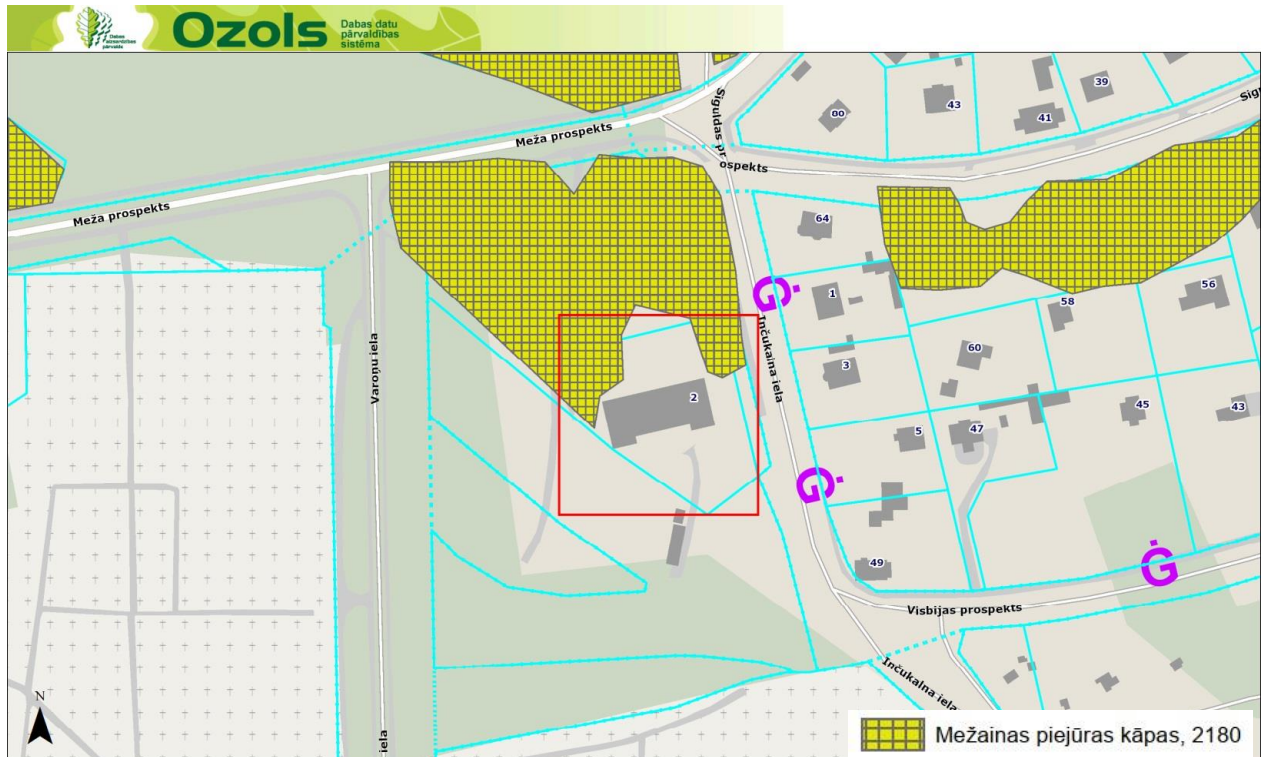 Dabas aizsardzības pārvalde
Ozols
Dabas datu
pārvaldības
sistēma
Meža prospekts
Meža prospekts
Siguldas prospekts
Sigu
80
43
41
39
64
1
3
5
47
49
60
58
56
45
43
2
Inčukalna iela
Varoņu iela
iela
Visbijas prospekts
Inčukalna iela
Ģ
Ģ
Ģ
N
Mežainas piejūras kāpas, 2180